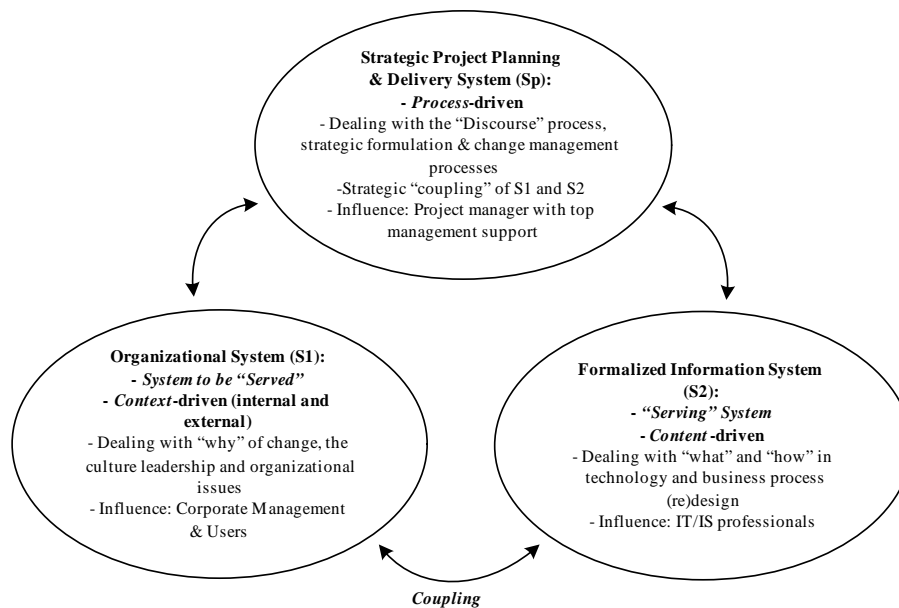 Strategic Project Planning
& Delivery System (Sp):
- Process-driven
- Dealing with the “Discourse” process,
strategic formulation & change management
processes
-Strategic “coupling” of S1 and S2
- Influence: Project manager with top
management support
Organizational System (S1):
- System to be “Served”
- Context-driven (internal and
external)
- Dealing with “why” of change, the
culture leadership and organizational
issues
- Influence: Corporate Management
& Users
Formalized Information System
(S2):
- “Serving” System
- Content -driven
- Dealing with “what” and “how” in
technology and business process
(re)design
- Influence: IT/IS professionals
Coupling